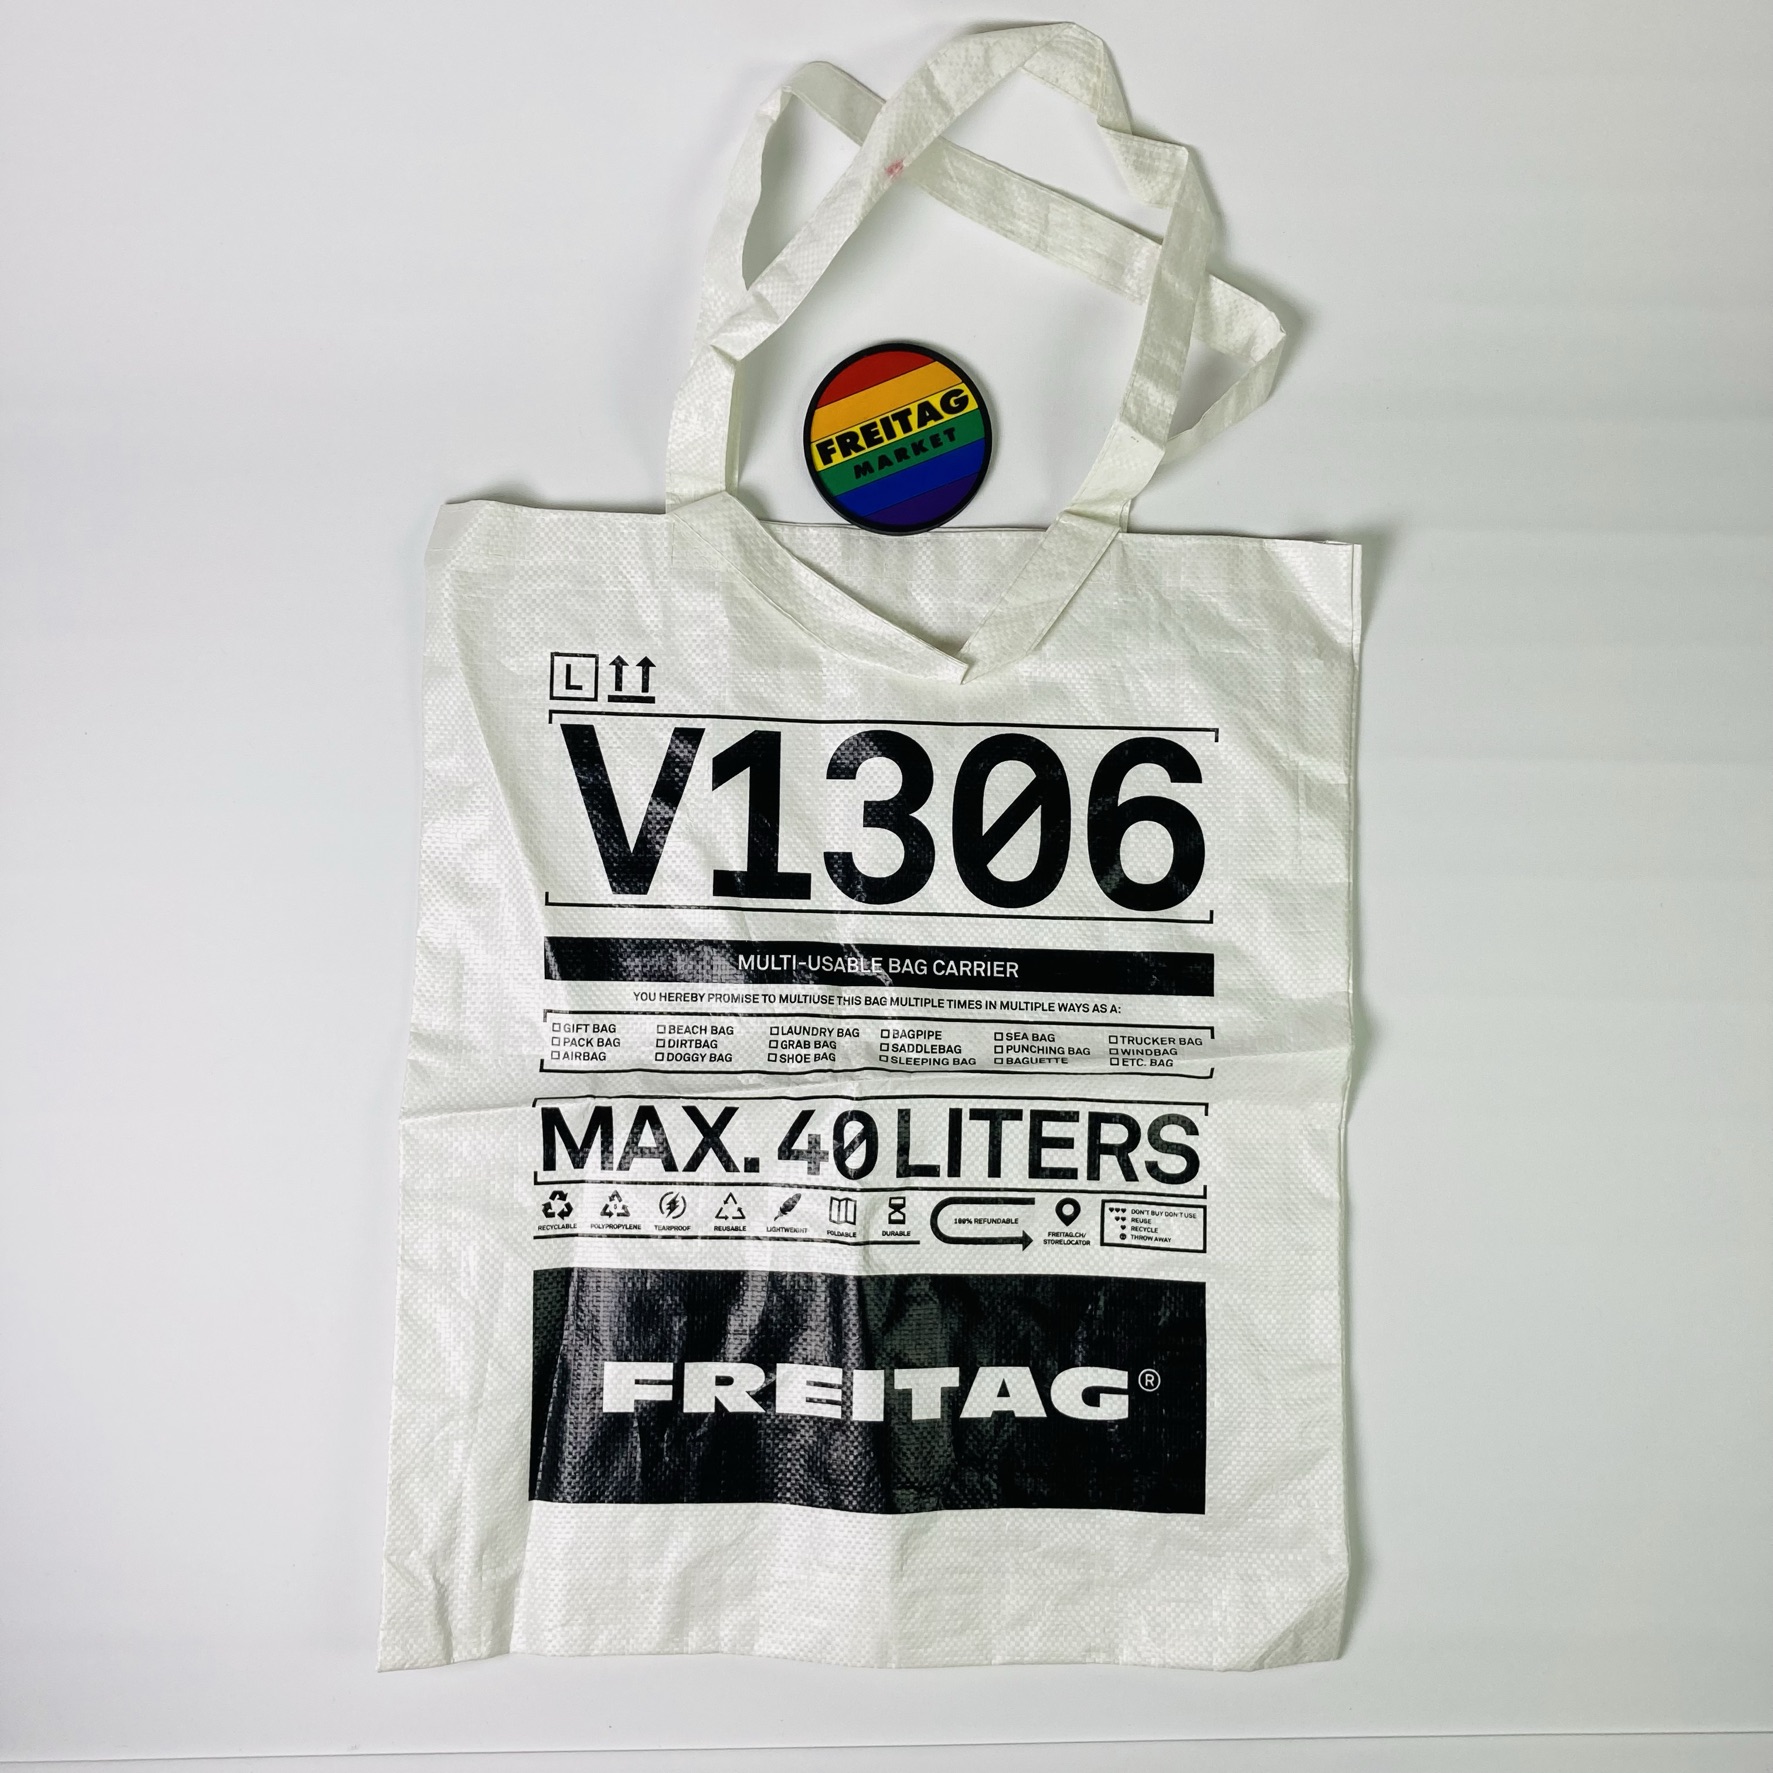 FREITAG
MARKET
L
V1306
MULTI-USABLE BAG CARRIER
YOU HEREBY PROMISE TO MULTIUSE THIS BAG MULTIPLE TIMES IN MULTIPLE WAYS AS A:
GIFT BAG BEACH BAG LAUNDRY BAG BAGPIPE SEA BAG TRUCKER BAG
PACK BAG DIRTBAG GRAB BAG SADDLEBAG PUNCHING BAG WINDBAG
AIRBAG DOGGY BAG SHOE BAG SLEEPING BAG BAGUETTE ETC. BAG
MAX. 40 LITERS
RECYCLABLE POLYPROPYLENE TEARPROOF REUSABLE LIGHTWEIGHT FOLDABLE DURABLE
100% REFUNDABLE
FREITAG.CH/
STORELOCATOR
DON'T BUY DON'T USE
REUSE
RECYCLE
THROW AWAY
FREITAG®